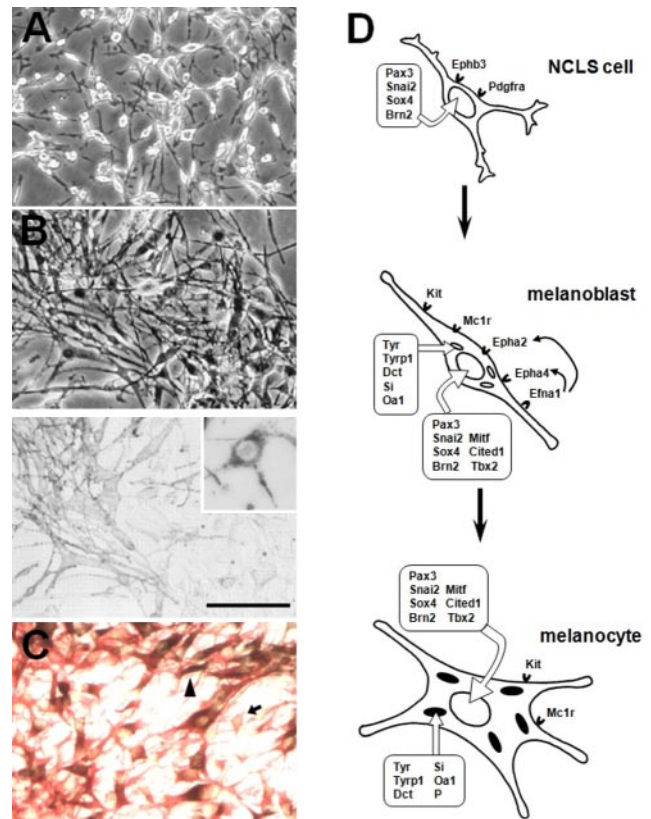 A
B
C
D
NCLS cell
Ephb3
Pdgfra
Pax3
Snai2
Sox4
Brn2
melanoblast
Kit
Mc1r
Epha2
Epha4
Efna1
Tyr
Tyrp1
Dct
Si
Oa1
Pax3
Snai2 Mitf
Sox4 Cited1
Brn2 Tbx2
melanocyte
Pax3
Snai2 Mitf
Sox4 Cited1
Brn2 Tbx2
Kit
Mc1r
Tyr Si
Tyrp1 Oa1
Dct P